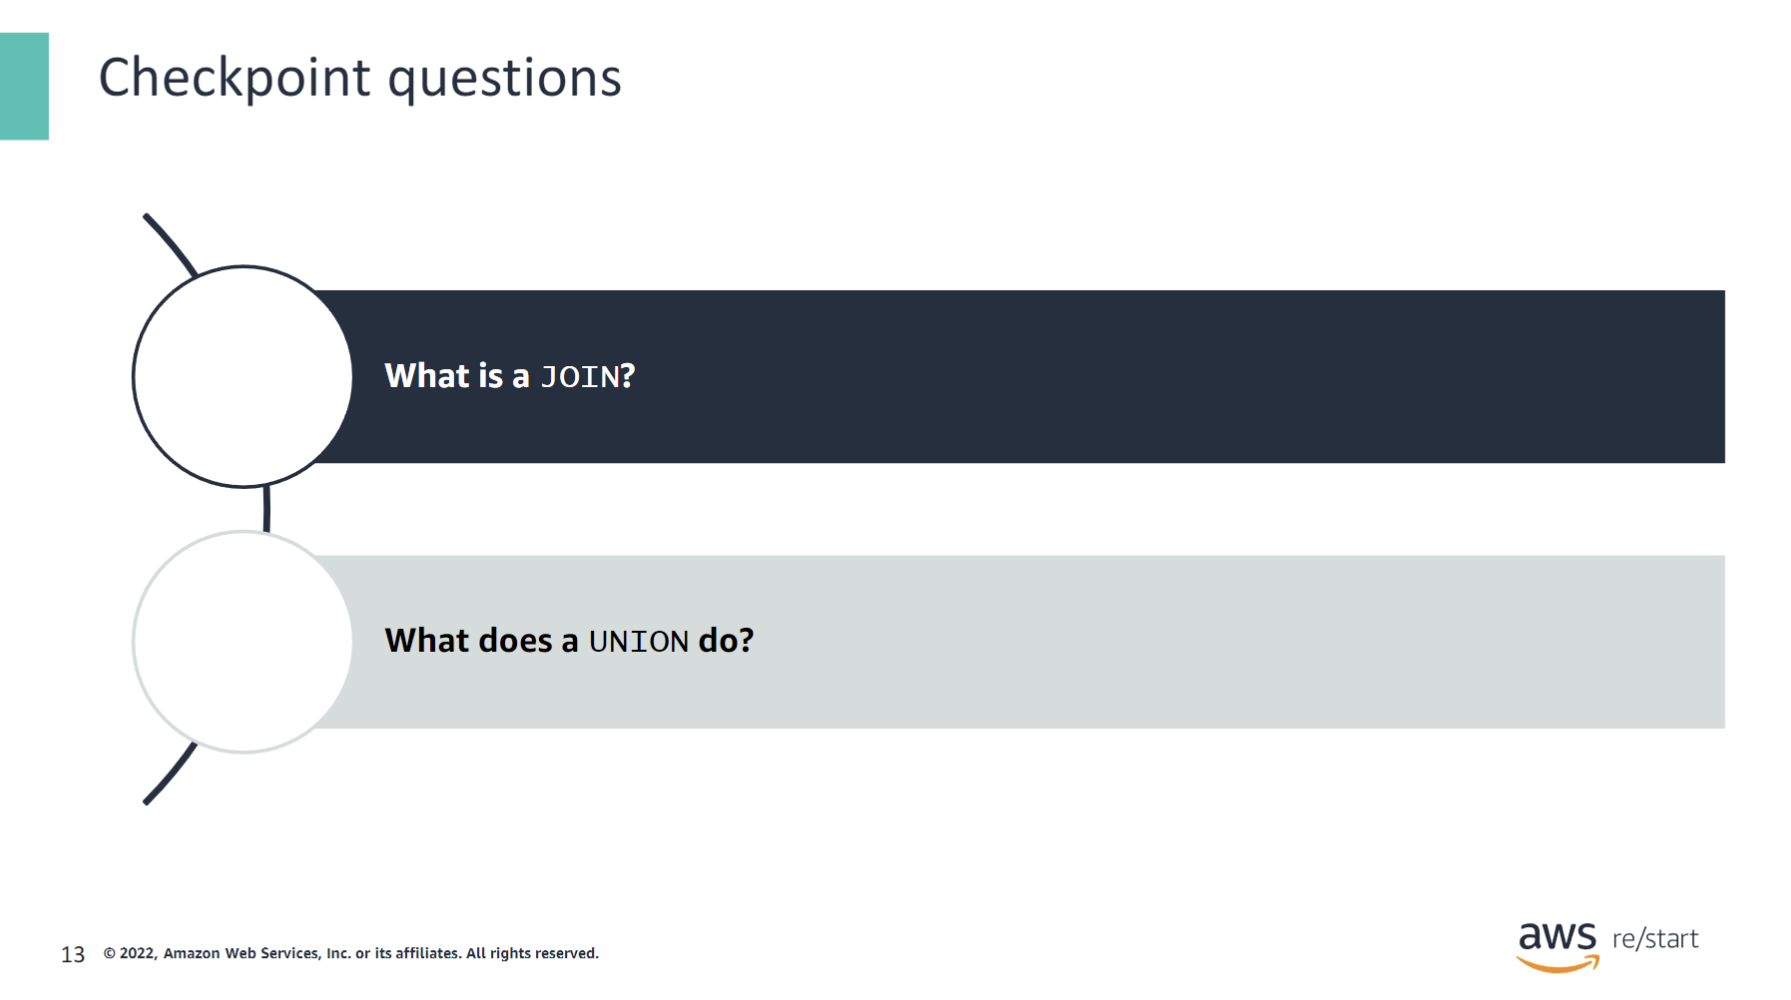 Checkpoint questions
What is a JOIN?
What does a UNION do?
13 © 2022, Amazon Web Services, Inc. or its affiliates. All rights reserved.
aws re/start